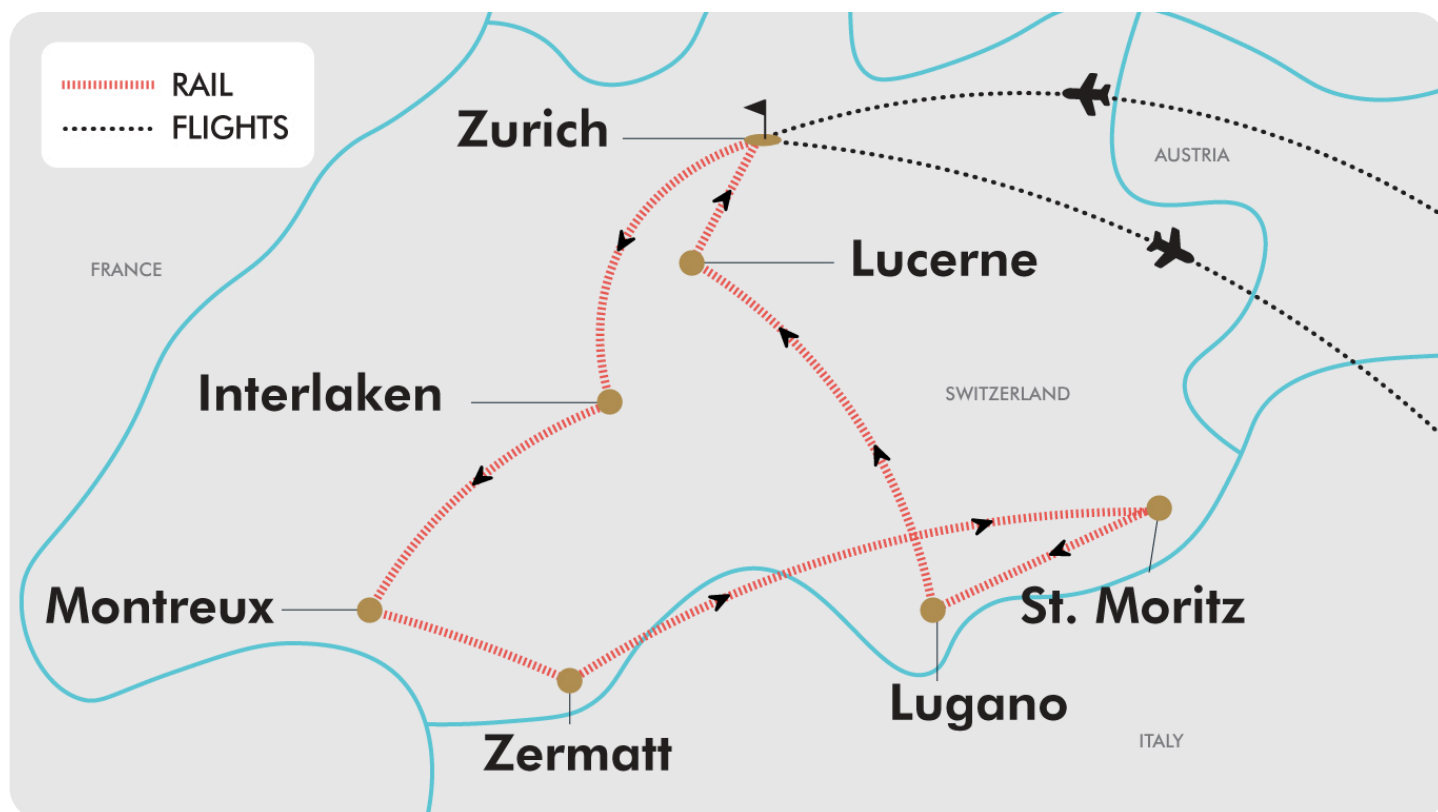 RAIL
FLIGHTS
Zurich
AUSTRIA
Lucerne
FRANCE
Interlaken
SWITZERLAND
Montreux
St. Moritz
Lugano
Zermatt
ITALY